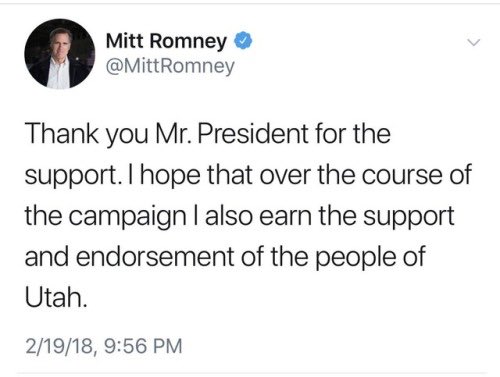 Mitt Romney
@MittRomney
Thank you Mr. President for the
support. I hope that over the course of
the campaign I also earn the support
and endorsement of the people of
Utah.
2/19/18, 9:56 PM